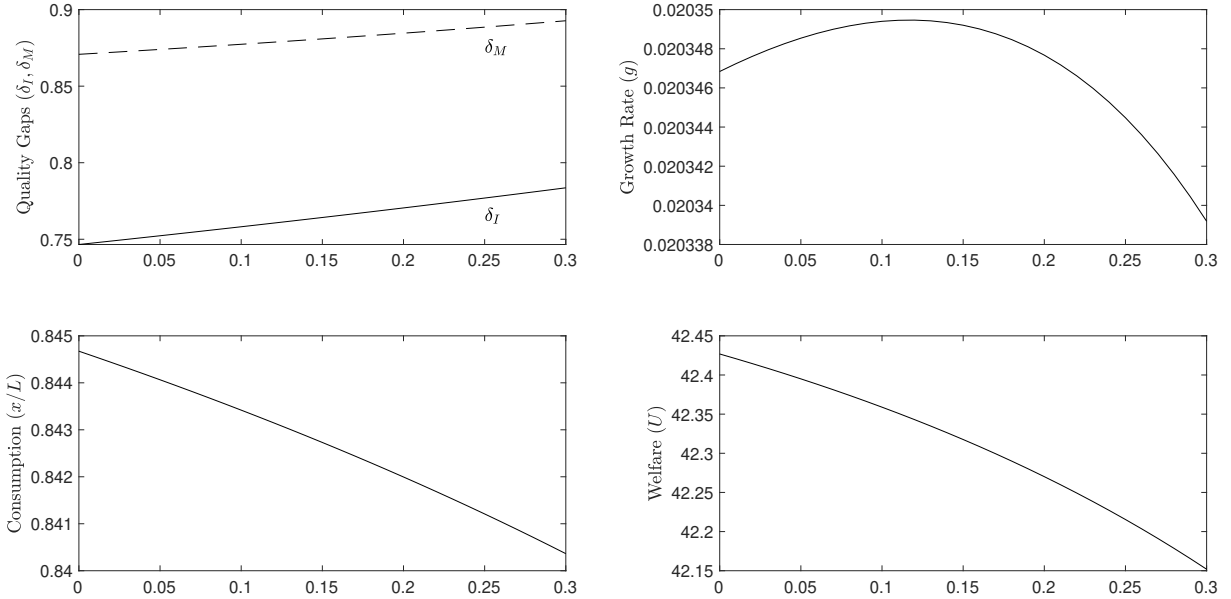 0.9
0.85
0.8
0.75
Quality Gaps (δ_I, δ_M)
δ_M
δ_I
0 0.05 0.1 0.15 0.2 0.25 0.3
0.02035
0.020348
0.020346
0.020344
0.020342
0.02034
0.020338
Growth Rate (g)
0 0.05 0.1 0.15 0.2 0.25 0.3
0.845
0.844
0.843
0.842
0.841
0.84
Consumption (x/L)
0 0.05 0.1 0.15 0.2 0.25 0.3
42.45
42.4
42.35
42.3
42.25
42.2
42.15
Welfare (U)
0 0.05 0.1 0.15 0.2 0.25 0.3